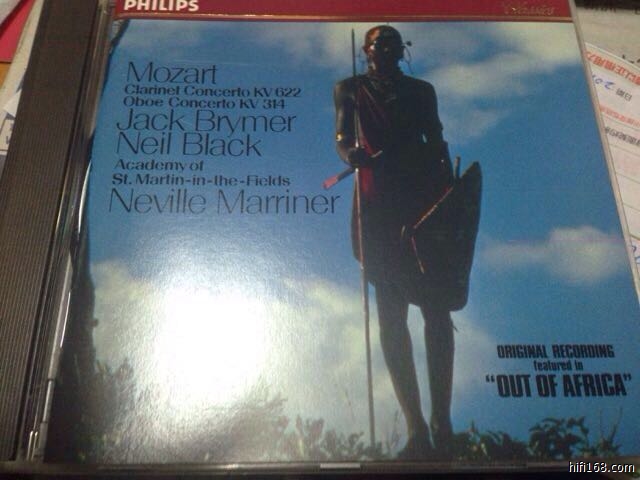 PHILIPS
Classics
Mozart
Clarinet Concerto KV 622
Oboe Concerto KV 314
Jack Brymer
Neil Black
Academy of
St. Martin-in-the-Fields
Neville Marriner
ORIGINAL RECORDING
featured in
"OUT OF AFRICA"
hifi168.com